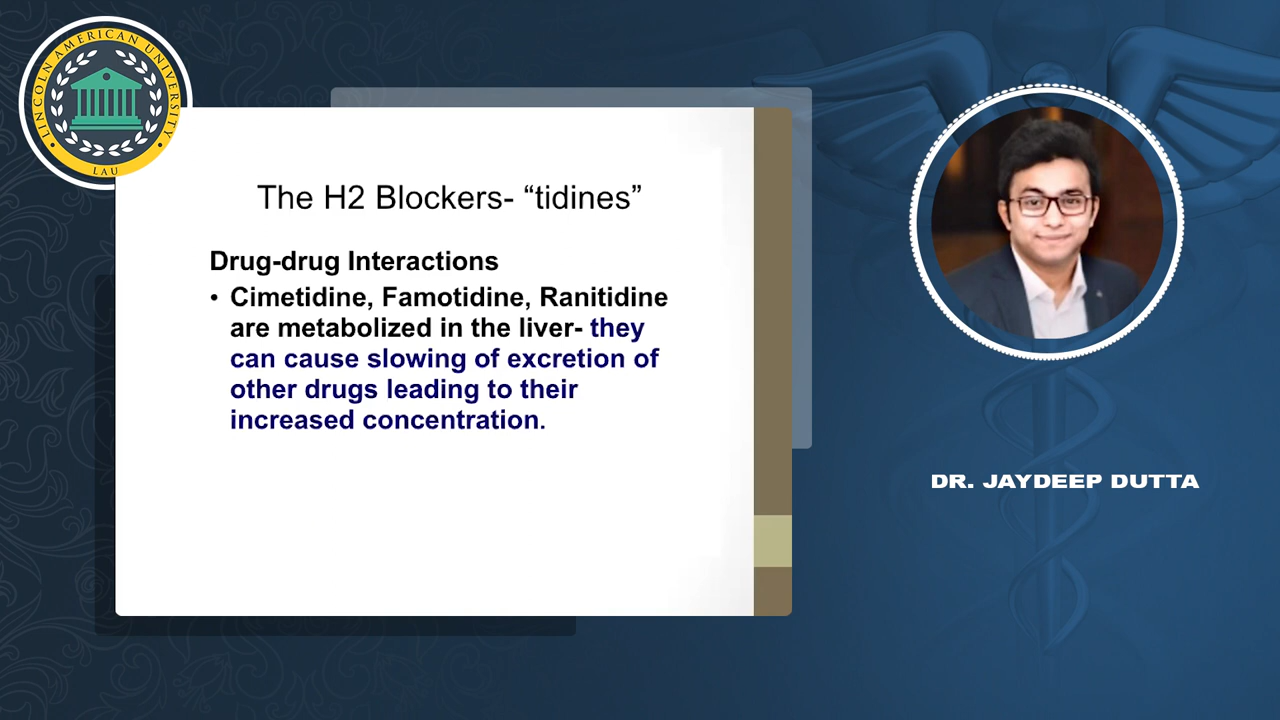 LINCOLN AMERICAN UNIVERSITY
LAU
The H2 Blockers- “tidines”
Drug-drug Interactions
• Cimetidine, Famotidine, Ranitidine
are metabolized in the liver- they
can cause slowing of excretion of
other drugs leading to their
increased concentration.
DR. JAYDEEP DUTTA